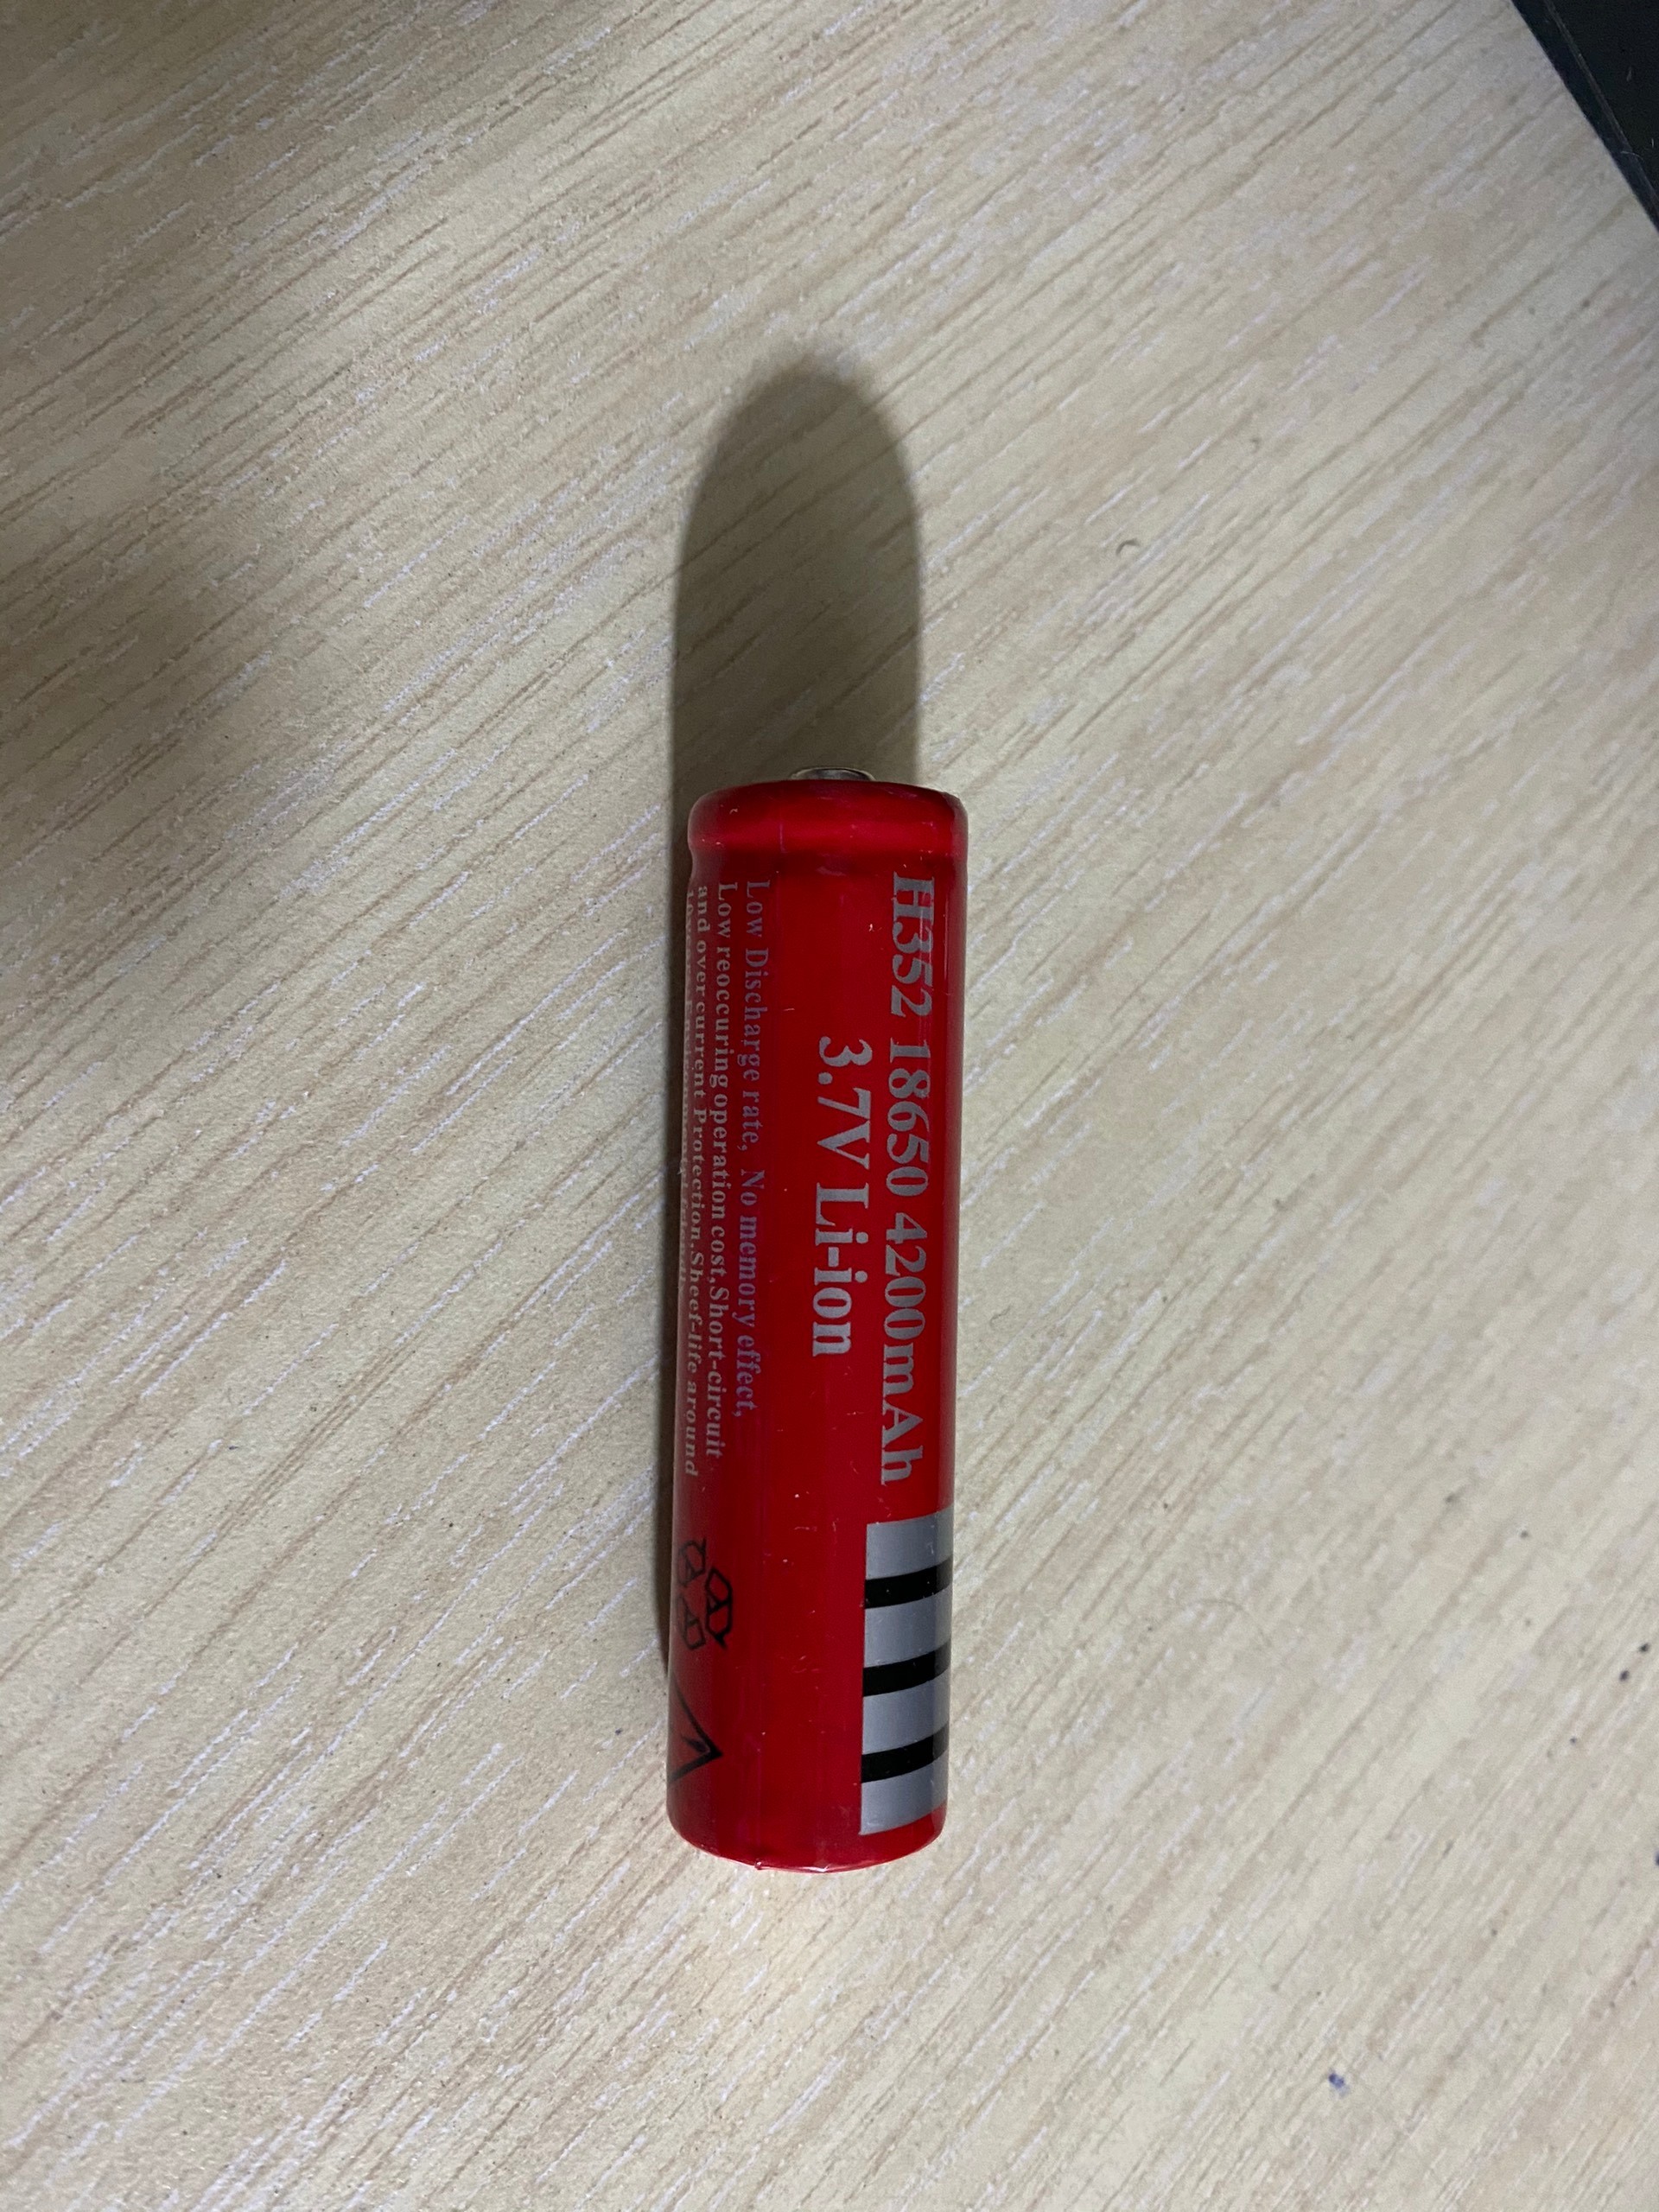 H352 18650 4200mAh
3.7V Li-ion
Low Discharge rate, No memory effect,
Low reoccuring operation cost,Short-circuit
and over current Protection,Sheef-life around